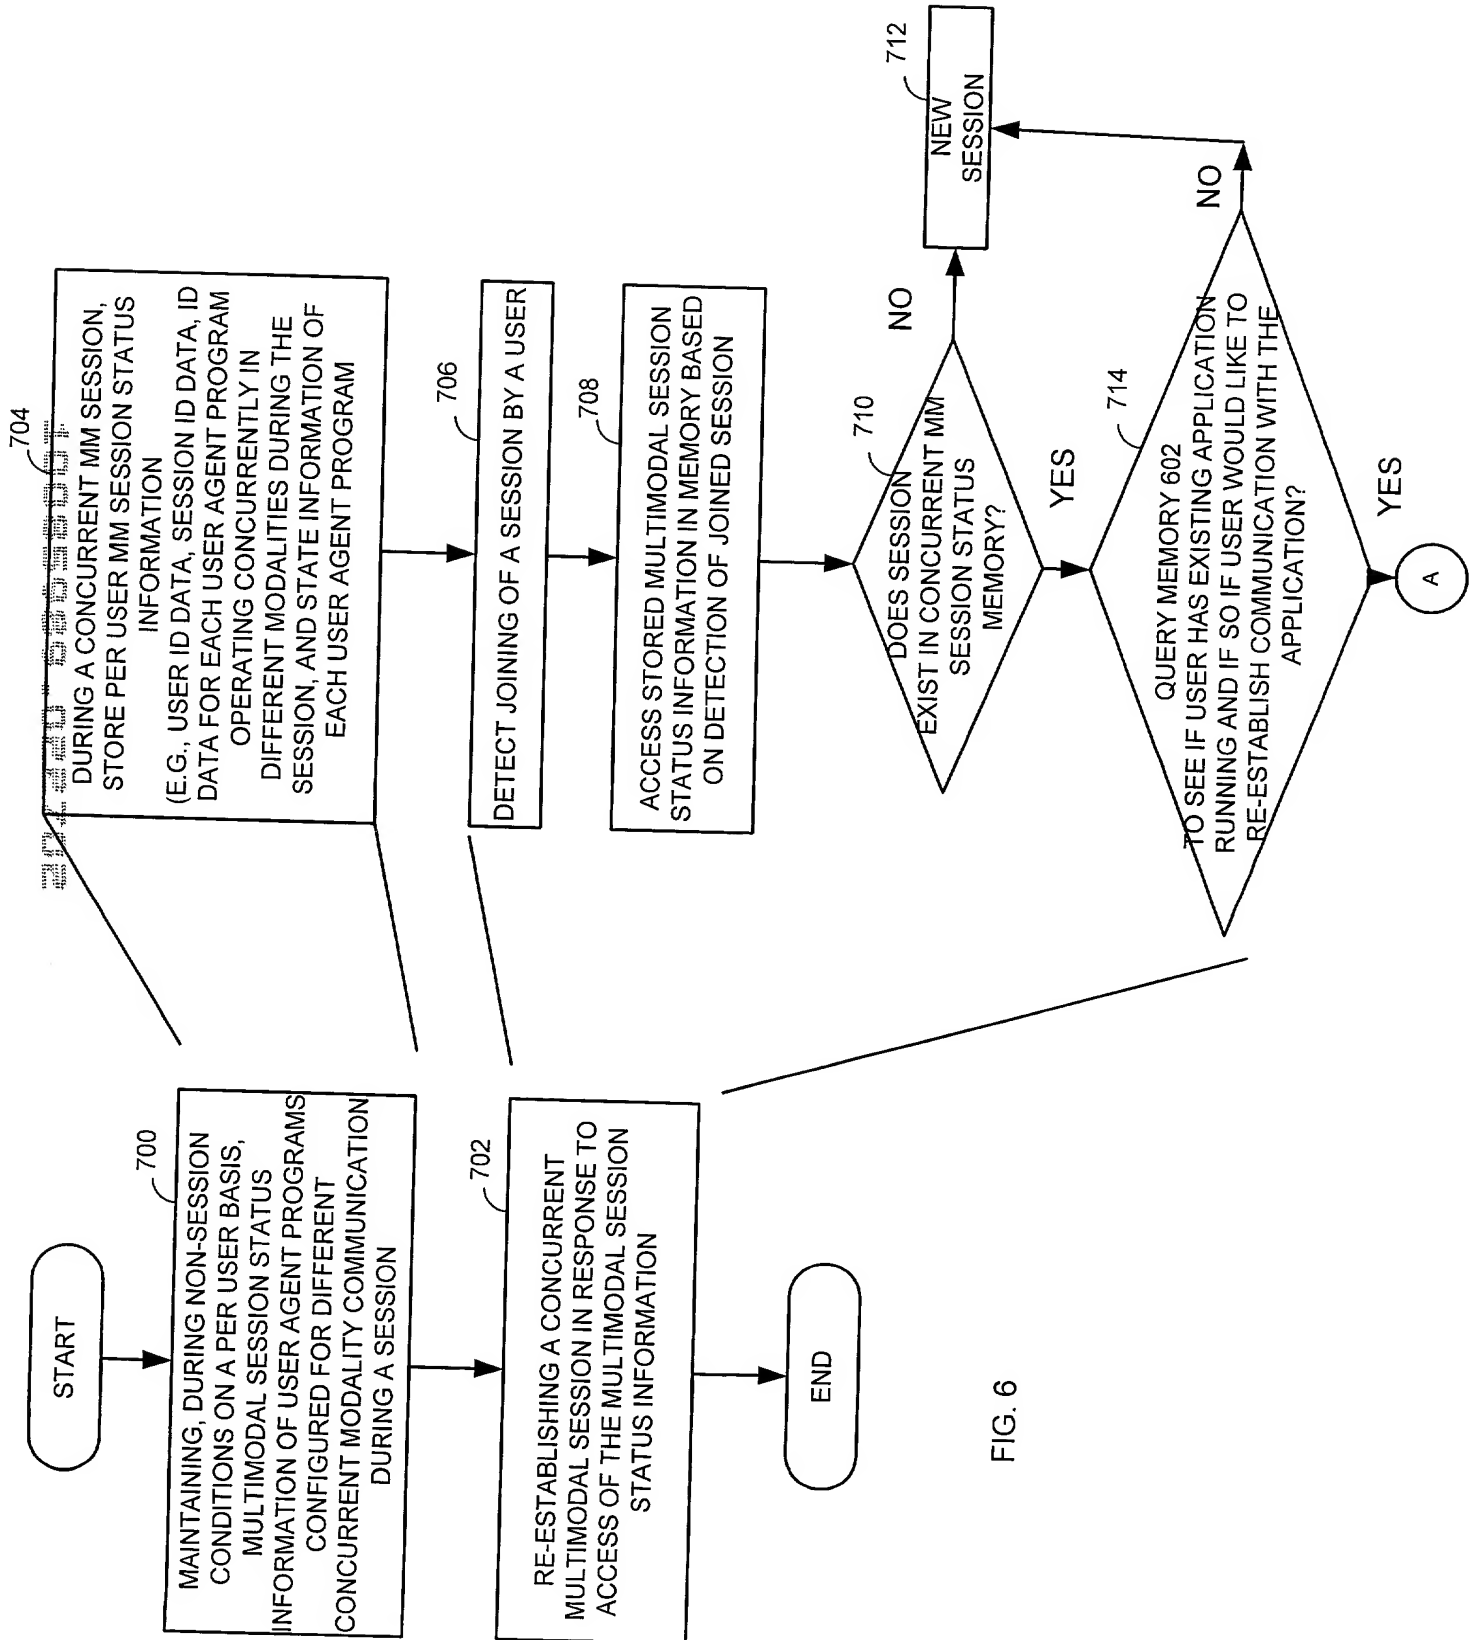 START
700
MAINTAINING, DURING NON-SESSION
CONDITIONS ON A PER USER BASIS,
MULTIMODAL SESSION STATUS
INFORMATION OF USER AGENT PROGRAMS
CONFIGURED FOR DIFFERENT
CONCURRENT MODALITY COMMUNICATION
DURING A SESSION
702
RE-ESTABLISHING A CONCURRENT
MULTIMODAL SESSION IN RESPONSE TO
ACCESS OF THE MULTIMODAL SESSION
STATUS INFORMATION
END
704
DURING A CONCURRENT MM SESSION,
STORE PER USER MM SESSION STATUS
INFORMATION
(E.G., USER ID DATA, SESSION ID DATA, ID
DATA FOR EACH USER AGENT PROGRAM
OPERATING CONCURRENTLY IN
DIFFERENT MODALITIES DURING THE
SESSION, AND STATE INFORMATION OF
EACH USER AGENT PROGRAM
706
DETECT JOINING OF A SESSION BY A USER
708
ACCESS STORED MULTIMODAL SESSION
STATUS INFORMATION IN MEMORY BASED
ON DETECTION OF JOINED SESSION
710
DOES SESSION
EXIST IN CONCURRENT MM
SESSION STATUS
MEMORY?
NO
712
NEW
SESSION
YES
714
QUERY MEMORY 602
TO SEE IF USER HAS EXISTING APPLICATION
RUNNING AND IF SO IF USER WOULD LIKE TO
RE-ESTABLISH COMMUNICATION WITH THE
APPLICATION?
NO
YES
A
FIG. 6